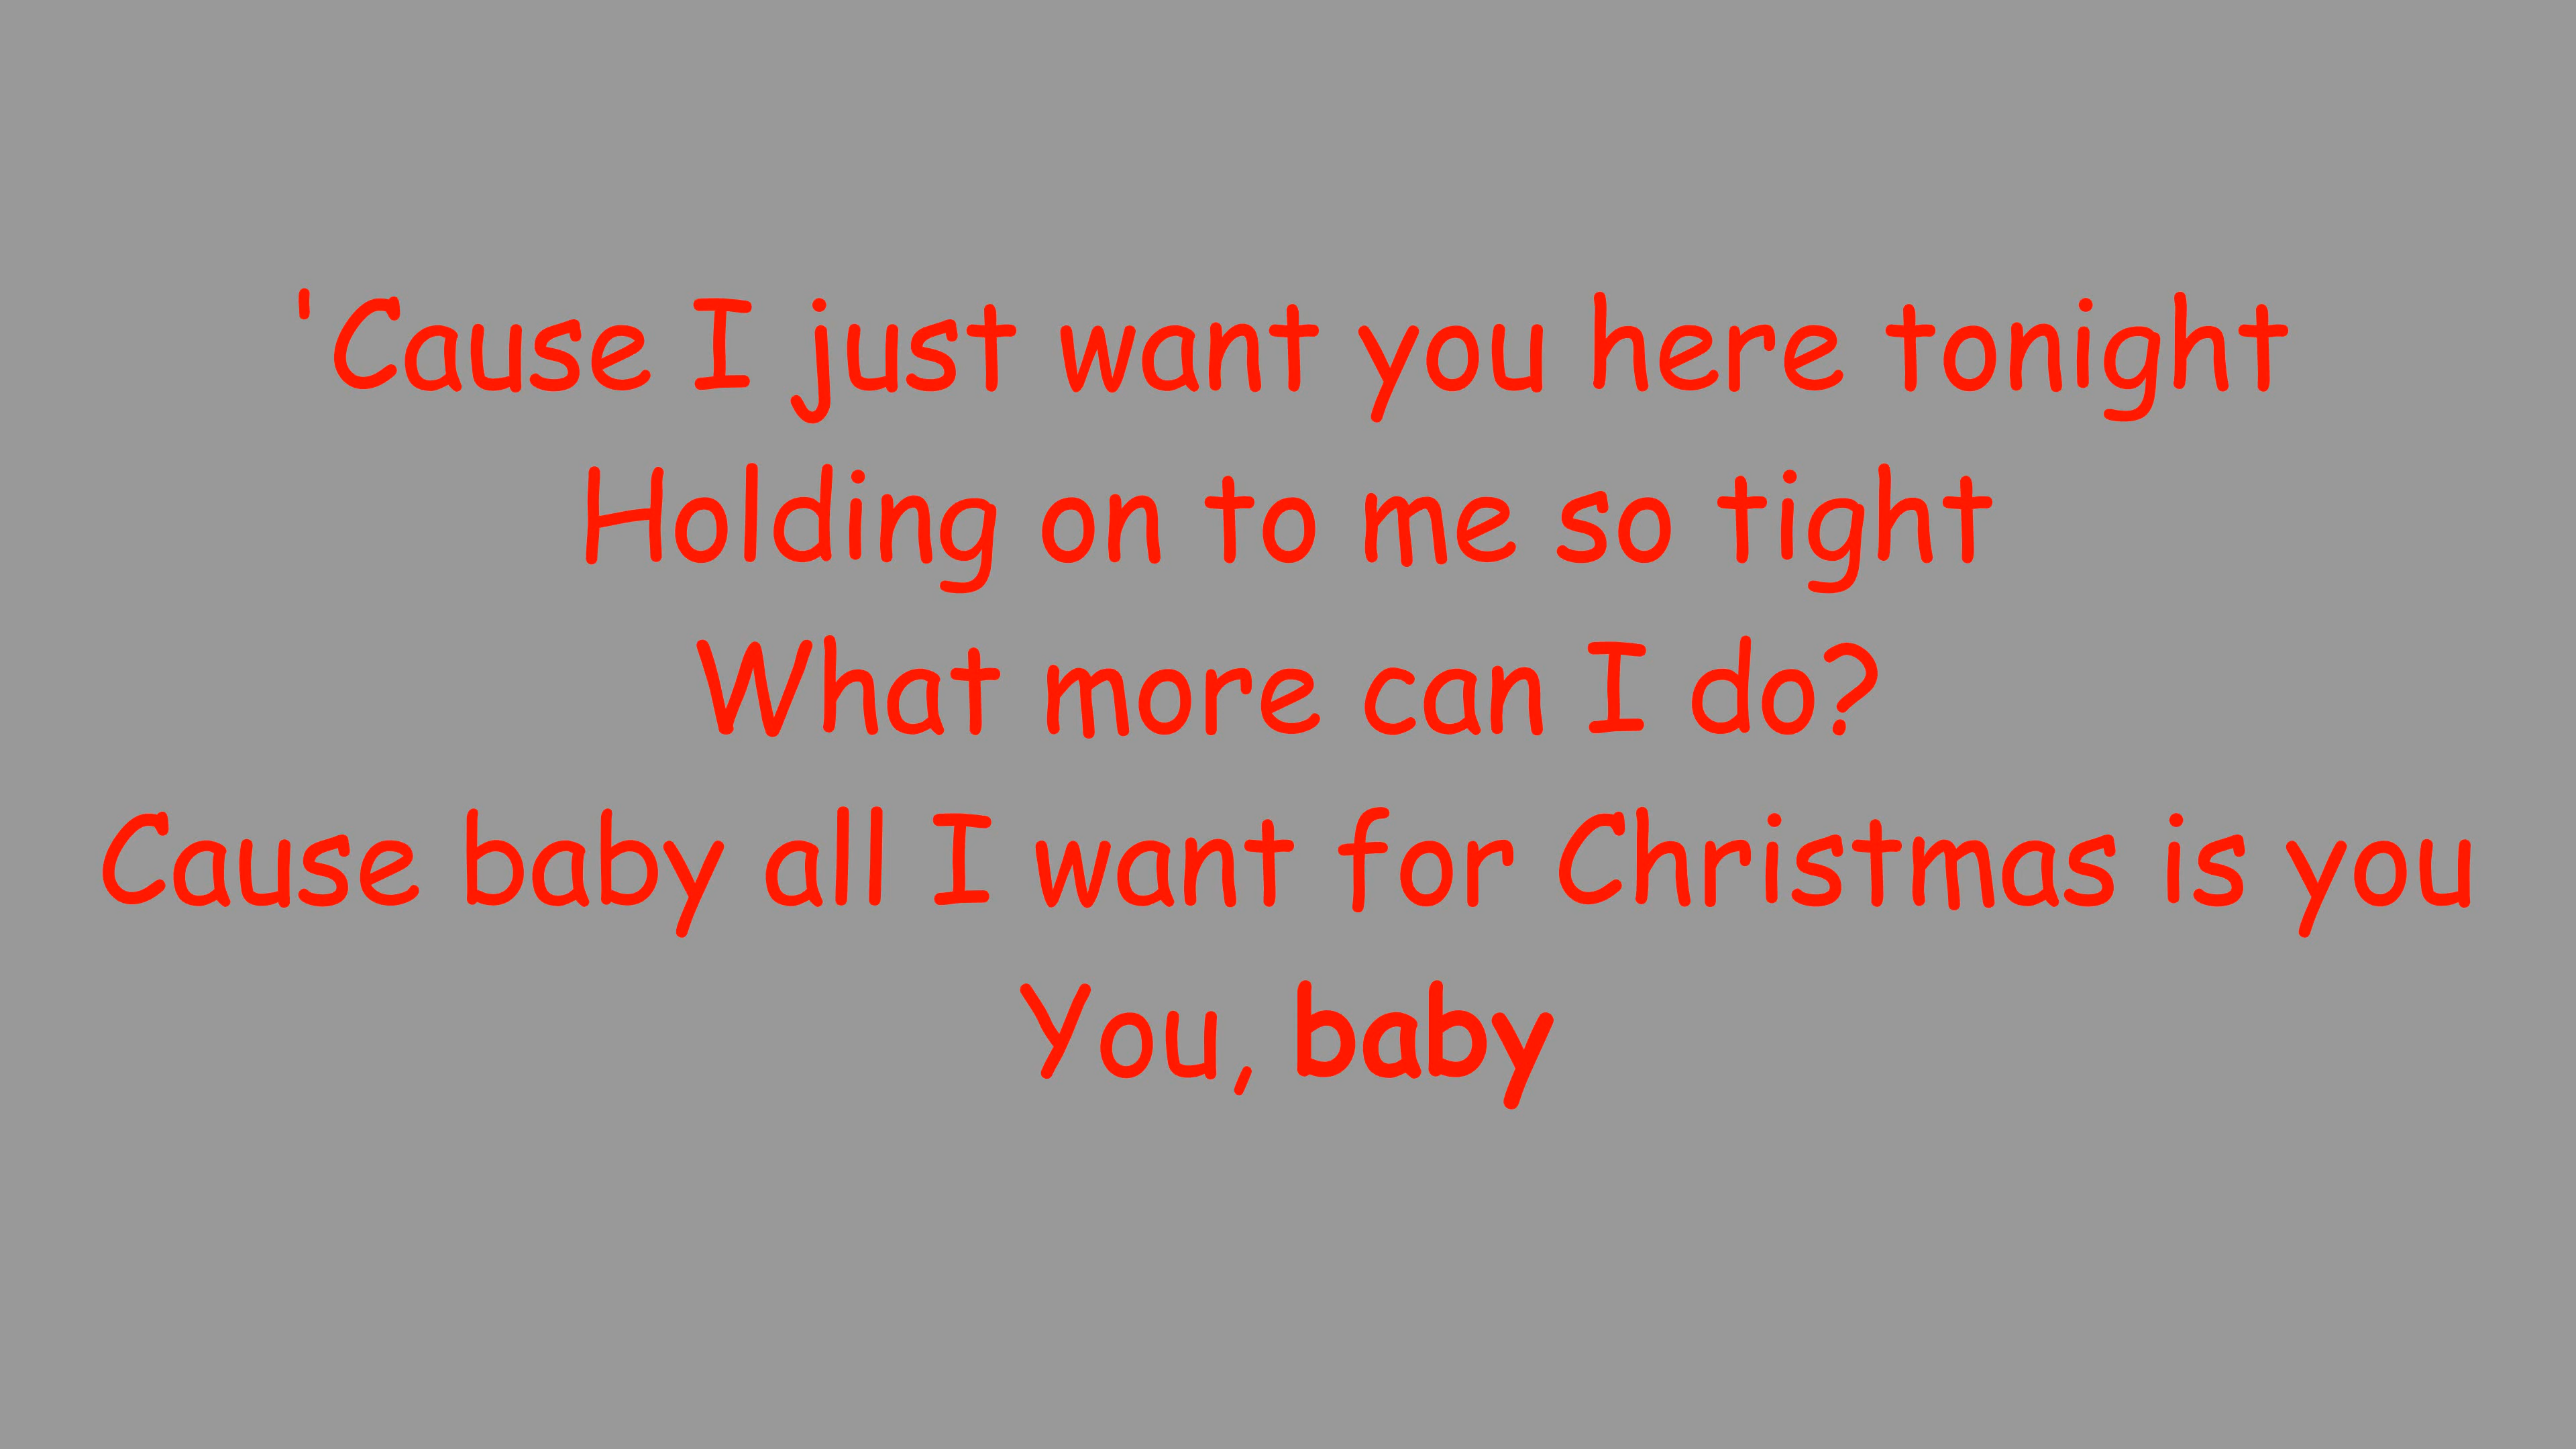 'Cause I just want you here tonight
Holding on to me so tight
What more can I do?
Cause baby all I want for Christmas is you
You, baby